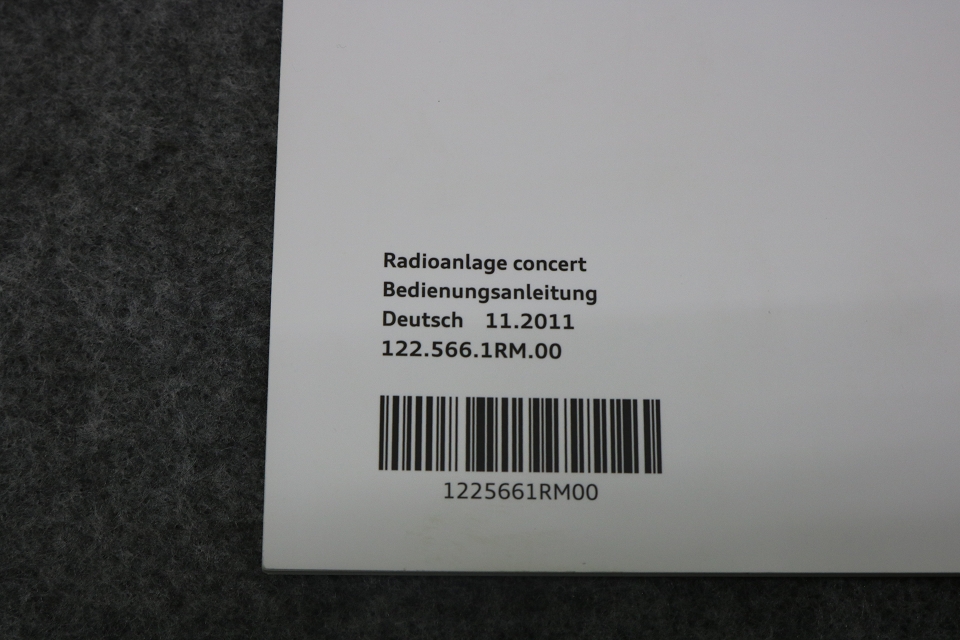 Radioanlage concert
Bedienungsanleitung
Deutsch 11.2011
122.566.1RM.00
1225661RM00